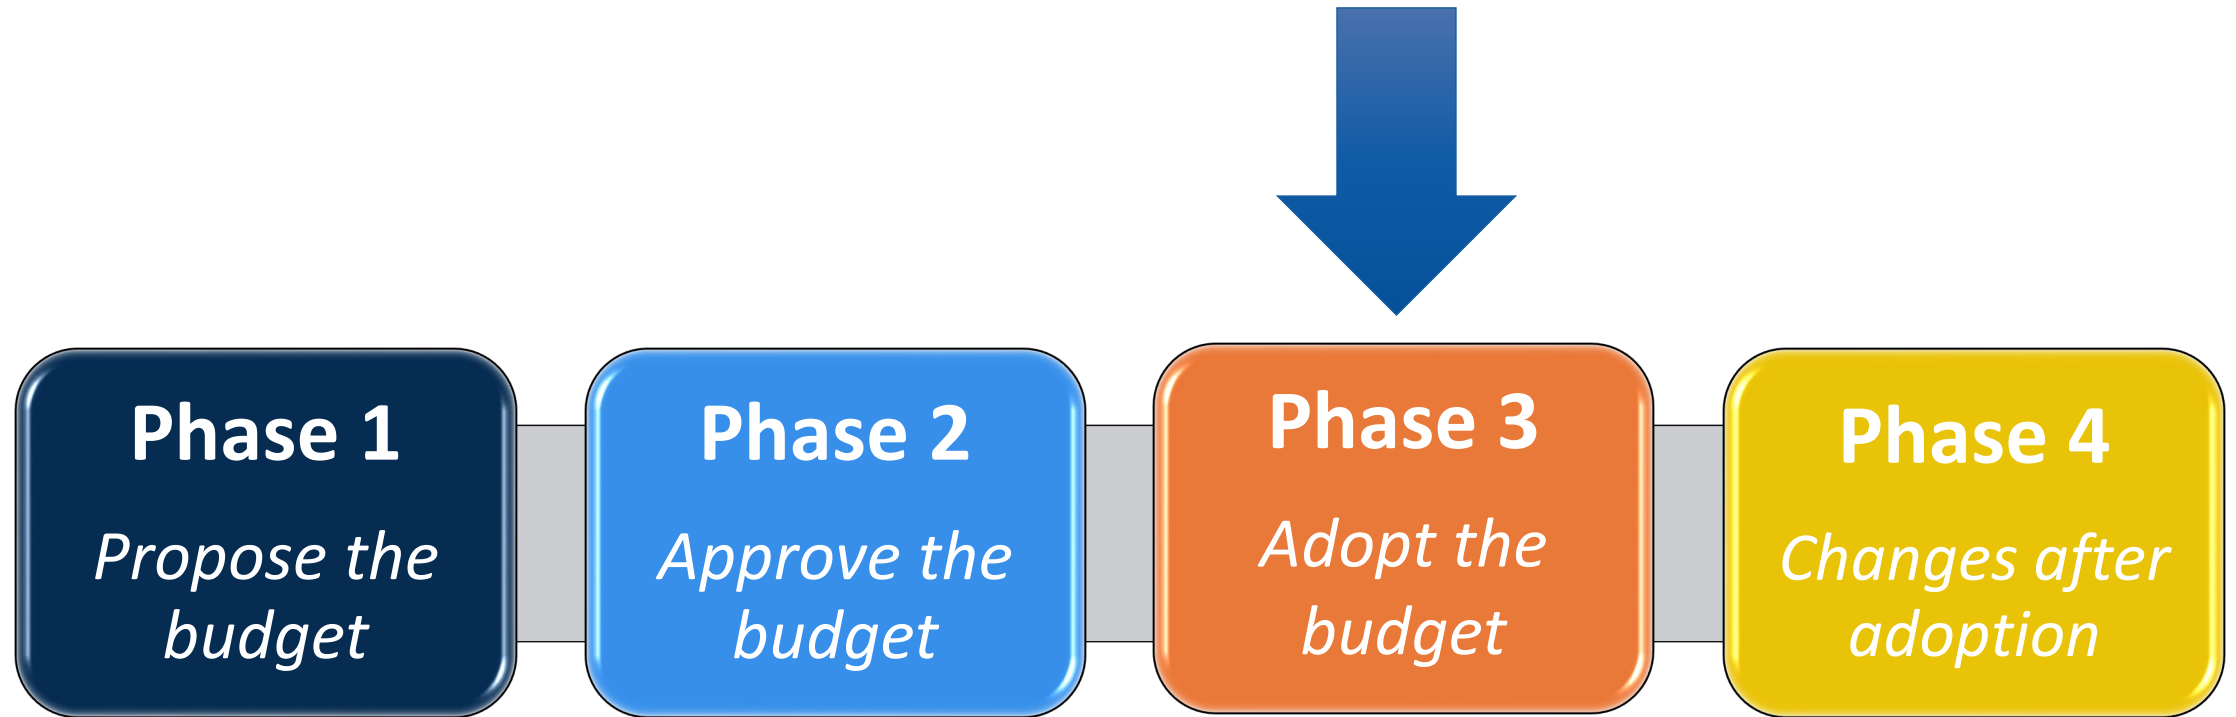 Phase 1
Propose the
budget
Phase 2
Approve the
budget
Phase 3
Adopt the
budget
Phase 4
Changes after
adoption